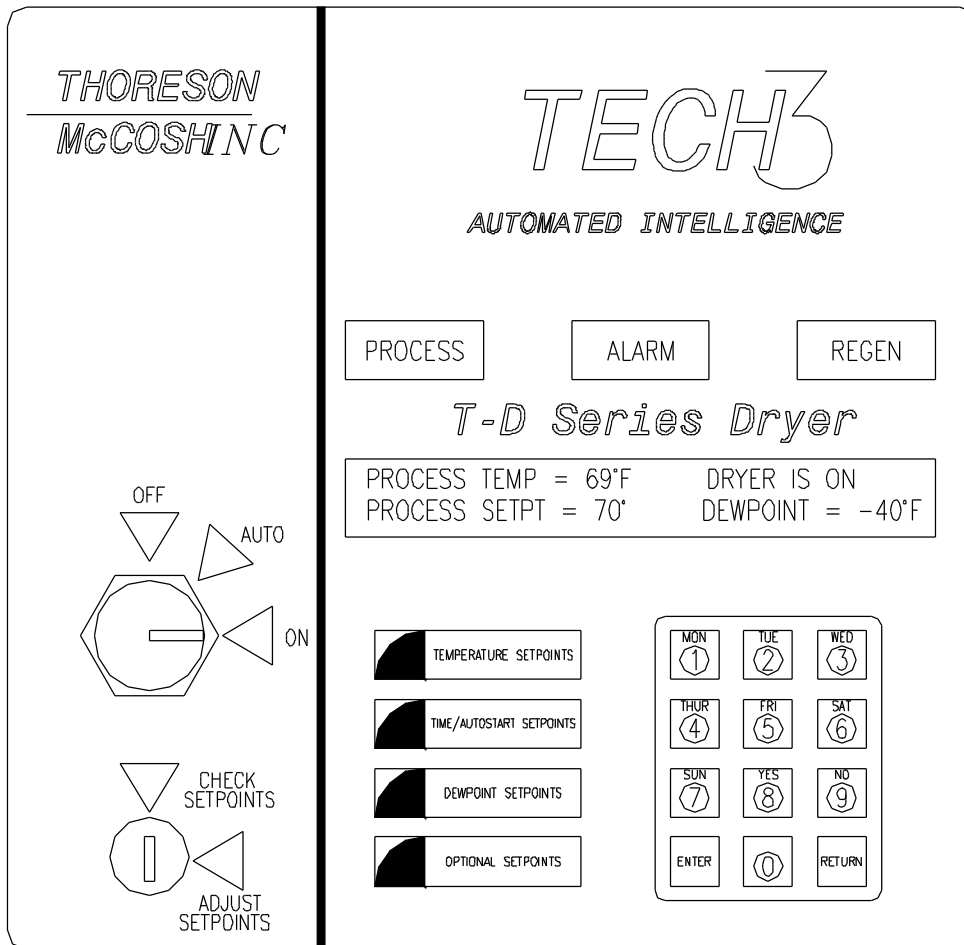 THORESON
McCOSH INC
TECH3
AUTOMATED INTELLIGENCE
PROCESS
ALARM
REGEN
T-D Series Dryer
PROCESS TEMP = 69°F DRYER IS ON
PROCESS SETPT = 70° DEWPOINT = -40°F
OFF
AUTO
ON
CHECK
SETPOINTS
ADJUST
SETPOINTS
TEMPERATURE SETPOINTS
TIME/AUTOSTART SETPOINTS
DEWPOINT SETPOINTS
OPTIONAL SETPOINTS
MON
1
TUE
2
WED
3
THUR
4
FRI
5
SAT
6
SUN
7
YES
8
NO
9
ENTER
0
RETURN